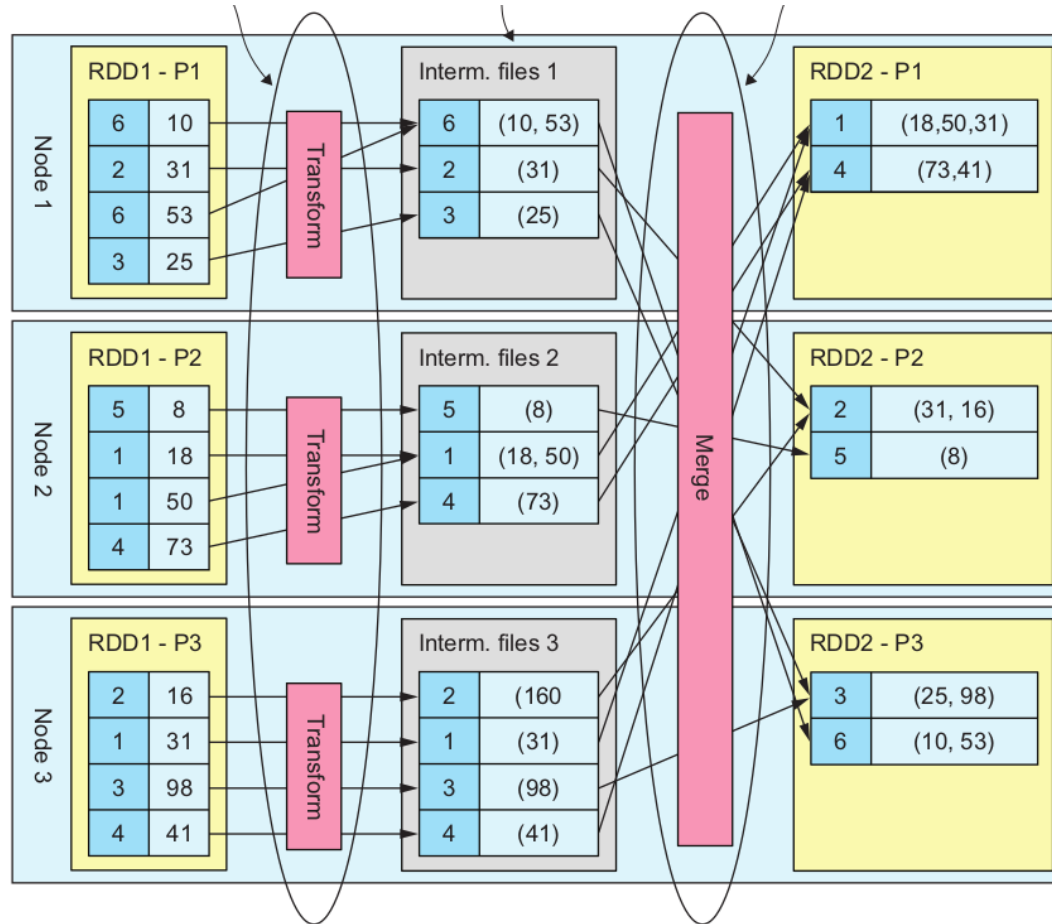 Node 1
RDD1 - P1
6 10
2 31
6 53
3 25
Transform
Interm. files 1
6 (10, 53)
2 (31)
3 (25)
RDD2 - P1
1 (18,50,31)
4 (73,41)
Node 2
RDD1 - P2
5 8
1 18
1 50
4 73
Transform
Interm. files 2
5 (8)
1 (18, 50)
4 (73)
Merge
RDD2 - P2
2 (31, 16)
5 (8)
Node 3
RDD1 - P3
2 16
1 31
3 98
4 41
Transform
Interm. files 3
2 (160
1 (31)
3 (98)
4 (41)
RDD2 - P3
3 (25, 98)
6 (10, 53)